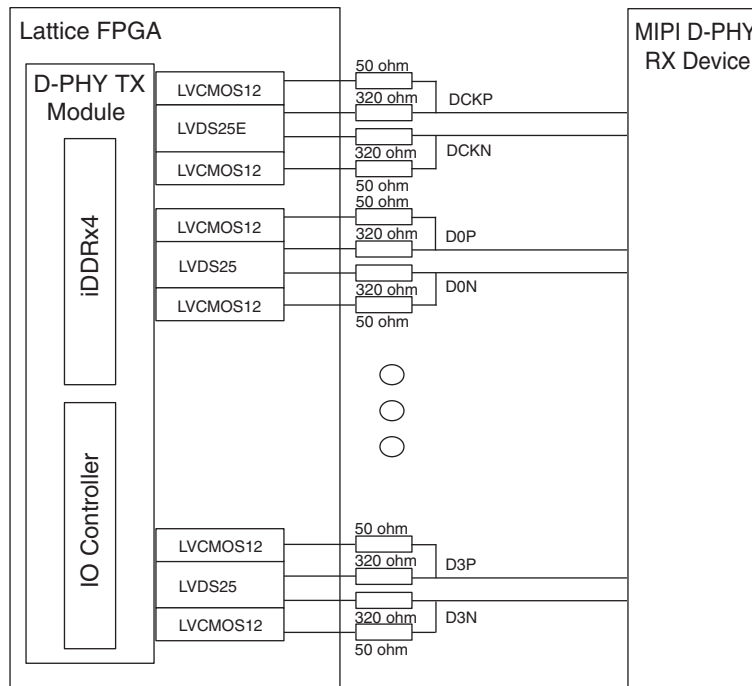 Lattice FPGA
MIPI D-PHY
RX Device
D-PHY TX
Module
iDDRx4
IO Controller
LVCMOS12
LVDS25E
LVCMOS12
50 ohm
320 ohm
320 ohm
50 ohm
DCKP
DCKN
LVCMOS12
LVDS25
LVCMOS12
50 ohm
320 ohm
320 ohm
50 ohm
D0P
D0N
LVCMOS12
LVDS25
LVCMOS12
50 ohm
320 ohm
320 ohm
50 ohm
D3P
D3N